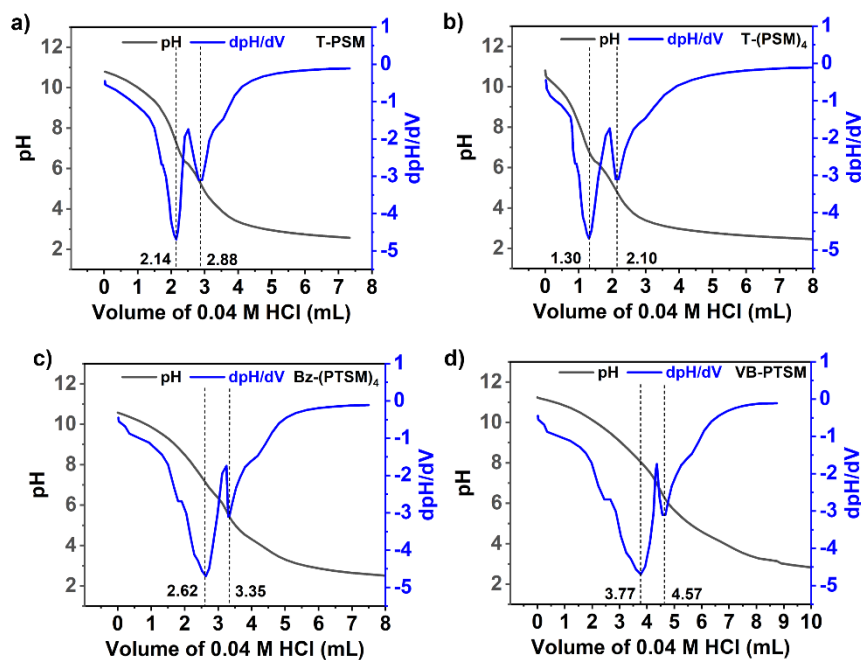 a)
pH dpH/dV T-PSM
12
10
8
6
4
2
pH
1
0
-1
-2
-3
-4
-5
dpH/dV
2.14 2.88
0 1 2 3 4 5 6 7 8
Volume of 0.04 M HCl (mL)
b)
pH dpH/dV T-(PSM)4
12
10
8
6
4
2
pH
1
0
-1
-2
-3
-4
-5
dpH/dV
1.30 2.10
0 1 2 3 4 5 6 7 8
Volume of 0.04 M HCl (mL)
c)
pH dpH/dV Bz-(PTSM)4
12
10
8
6
4
2
pH
1
0
-1
-2
-3
-4
-5
dpH/dV
2.62 3.35
0 1 2 3 4 5 6 7 8
Volume of 0.04 M HCl (mL)
d)
pH dpH/dV VB-PTSM
12
10
8
6
4
2
pH
1
0
-1
-2
-3
-4
-5
dpH/dV
3.77 4.57
0 1 2 3 4 5 6 7 8 9 10
Volume of 0.04 M HCl (mL)